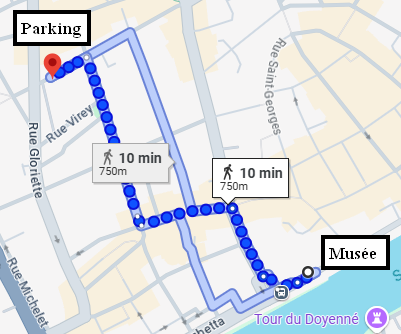 Parking
Rue Virey
Rue Saint-Georges
Rue Gloriette
10 min
750m
10 min
750m
Musée
Rue Michelet
chetta
Tour du Doyenné